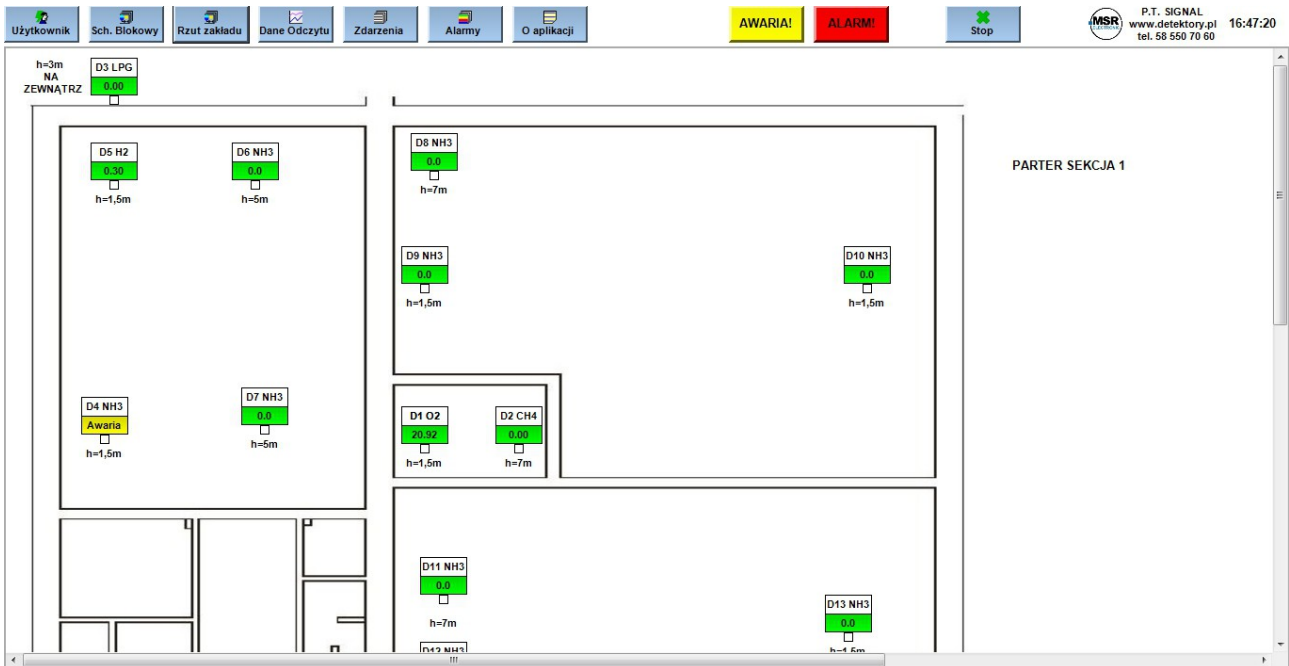 Użytkownik
Sch. Blokowy
Rzut zakładu
Dane Odczytu
Zdarzenia
Alarmy
O aplikacji
AWARIA!
ALARM!
Stop
MSR
P.T. SIGNAL
www.detektory.pl
tel. 58 550 70 60
16:47:20
h=3m
NA
ZEWNĄTRZ
D3 LPG
0.00
D5 H2
0.30
h=1,5m
D6 NH3
0.0
h=5m
D8 NH3
0.0
h=7m
PARTER SEKCJA 1
D9 NH3
0.0
h=1,5m
D10 NH3
0.0
h=1,5m
D4 NH3
Awaria
h=1,5m
D7 NH3
0.0
h=5m
D1 O2
20.92
h=1,5m
D2 CH4
0.00
h=7m
D11 NH3
0.0
h=7m
D13 NH3
0.0
h=1,5m
D12 NH3